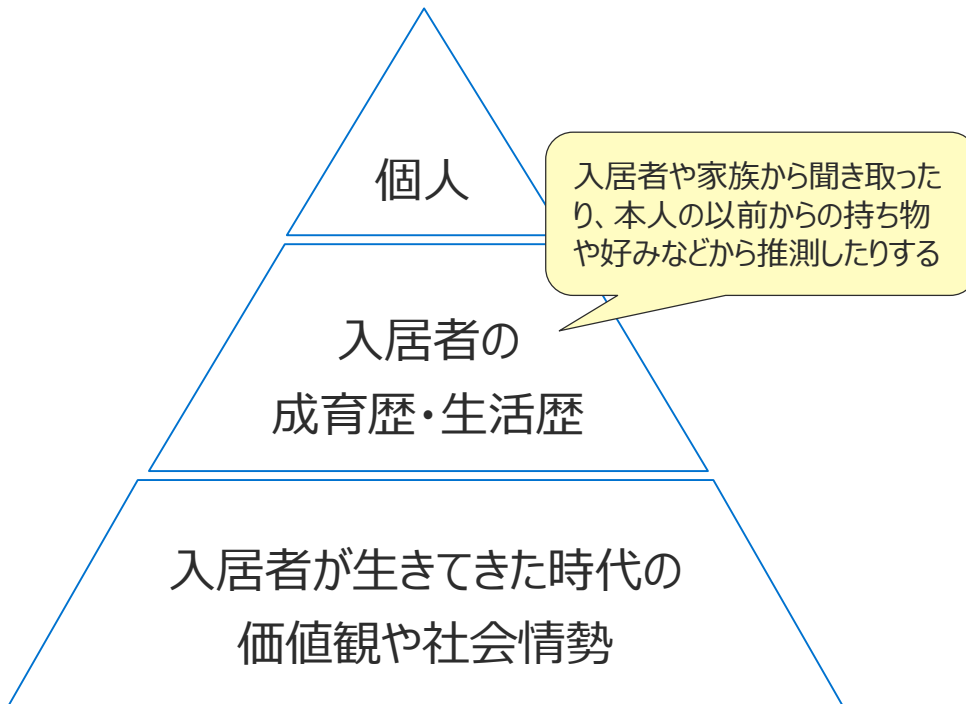 個人
入居者や家族から聞き取った
り、本人の以前からの持ち物
や好みなどから推測したりする
入居者の
成育歴・生活歴
入居者が生きてきた時代の
価値観や社会情勢